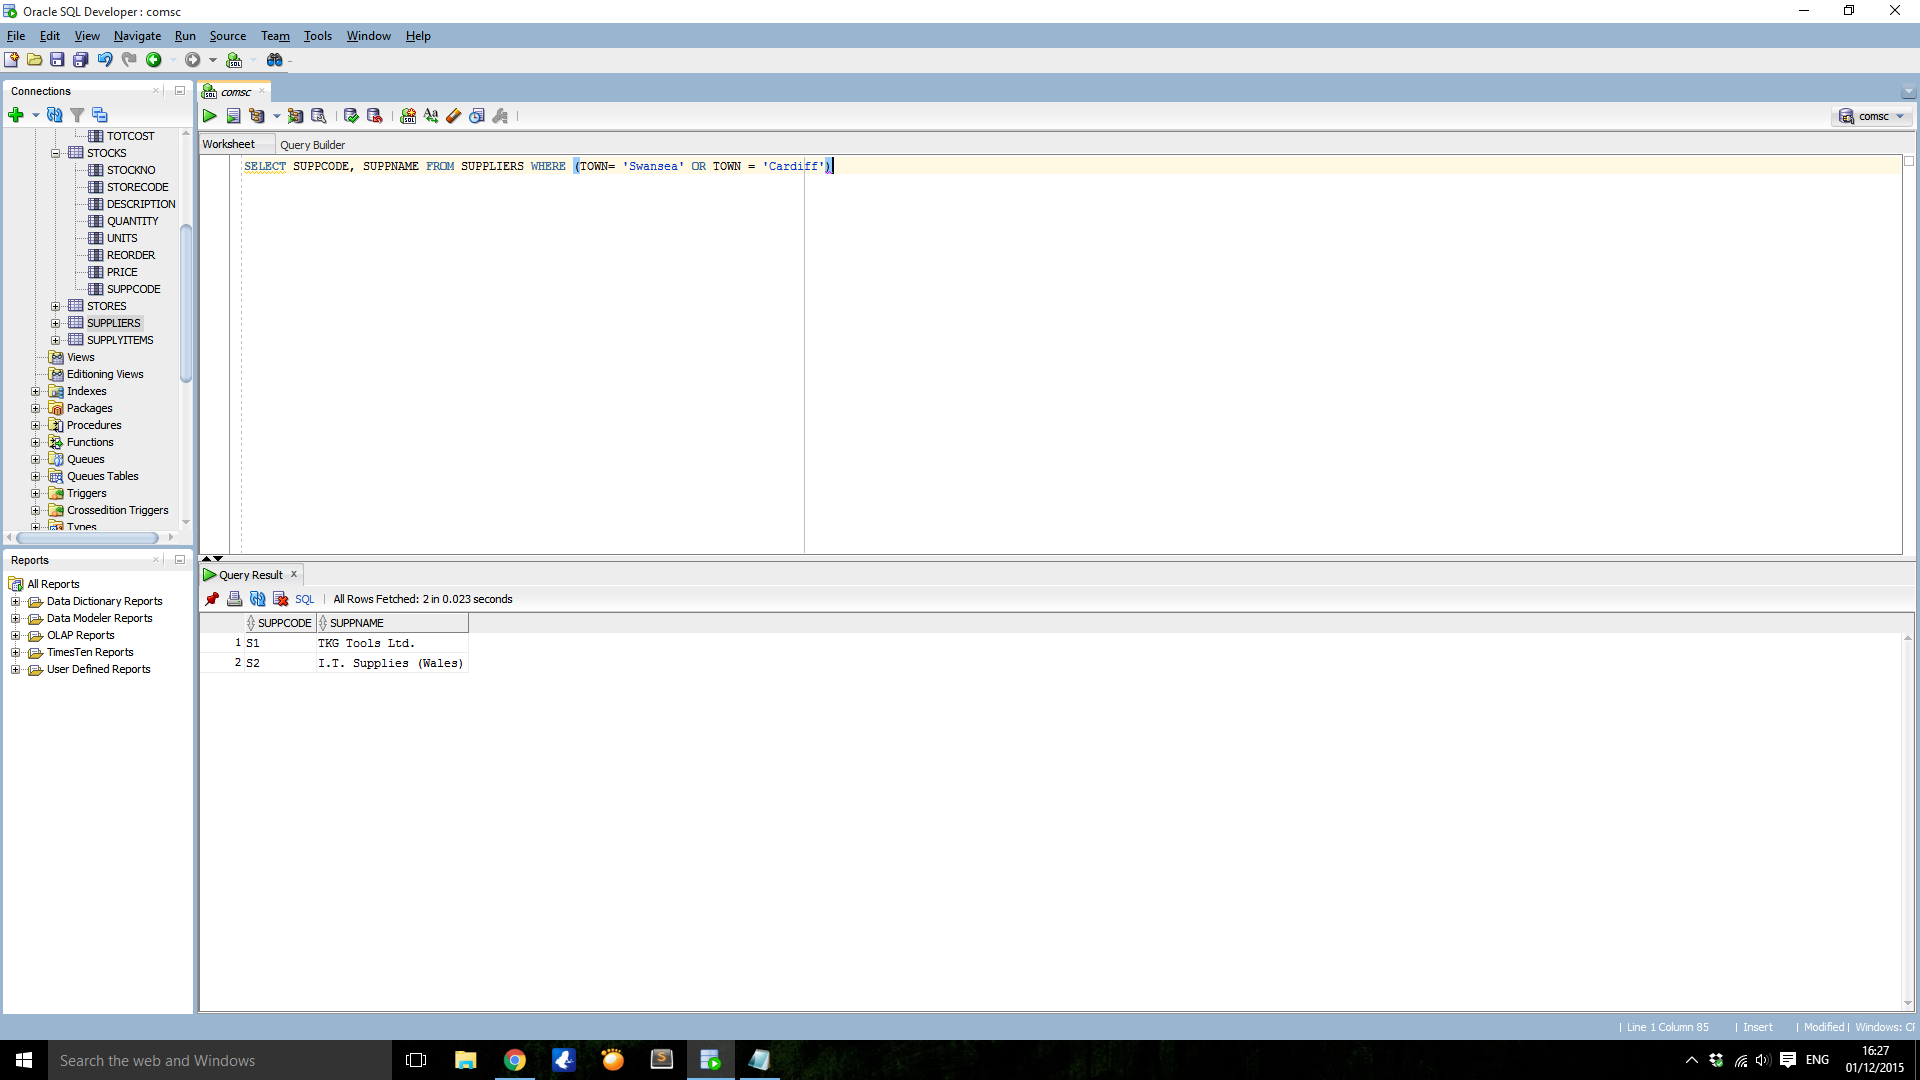 Oracle SQL Developer : comsc
File Edit View Navigate Run Source Team Tools Window Help
Connections
TOTCOST
STOCKS
STOCKNO
STORECODE
DESCRIPTION
QUANTITY
UNITS
REORDER
PRICE
SUPPCODE
STORES
SUPPLIERS
SUPPLYITEMS
Views
Editioning Views
Indexes
Packages
Procedures
Functions
Queues
Queues Tables
Triggers
Crossedition Triggers
Types
Reports
All Reports
Data Dictionary Reports
Data Modeler Reports
OLAP Reports
TimesTen Reports
User Defined Reports
comsc
comsc
Worksheet Query Builder
SELECT SUPPCODE, SUPPNAME FROM SUPPLIERS WHERE (TOWN= 'Swansea' OR TOWN = 'Cardiff')
Query Result
SQL | All Rows Fetched: 2 in 0.023 seconds
SUPPCODE SUPPNAME
1 S1 TKG Tools Ltd.
2 S2 I.T. Supplies (Wales)
| Line 1 Column 85 | Insert | Modified | Windows: CF
Search the web and Windows
ENG
16:27
01/12/2015